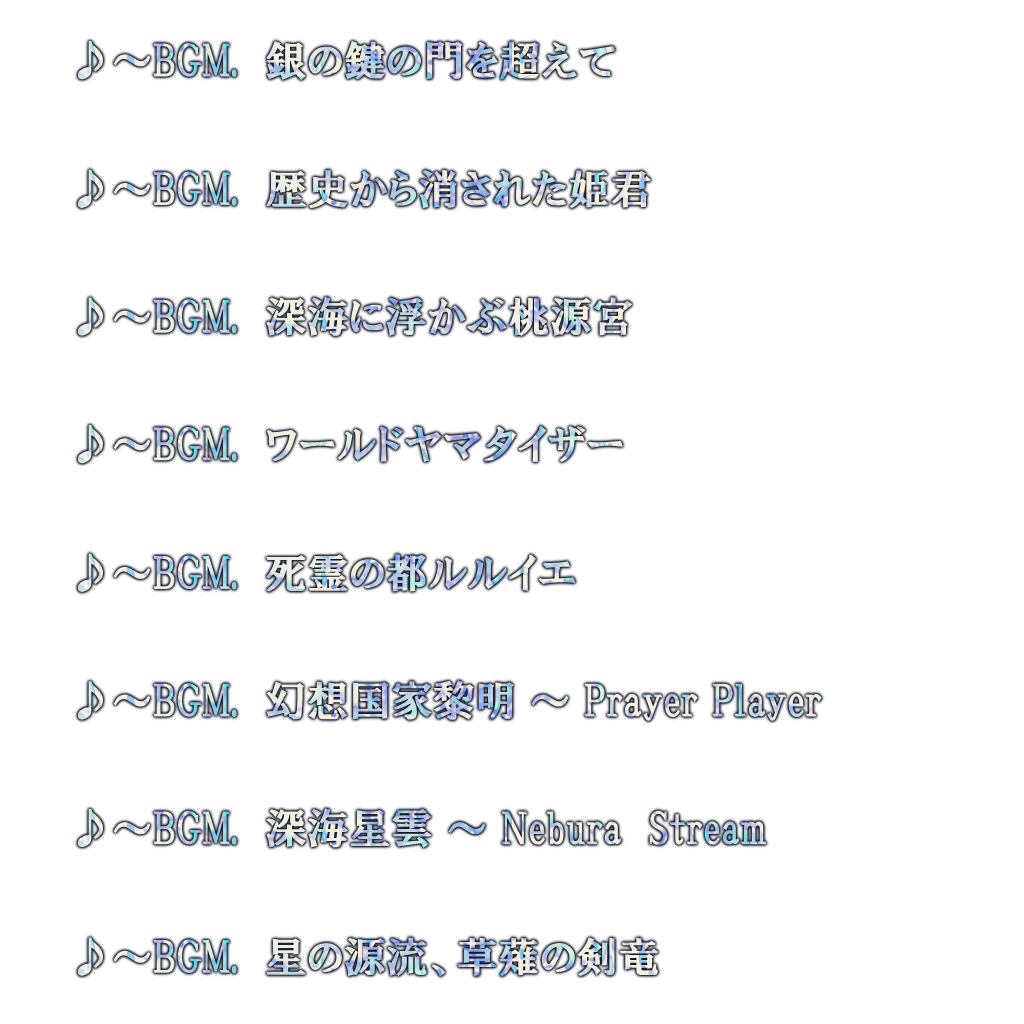 ♪～BGM. 銀の鍵の門を超えて
♪～BGM. 歴史から消された姫君
♪～BGM. 深海に浮かぶ桃源宮
♪～BGM. ワールドヤマタイザー
♪～BGM. 死霊の都ルルイエ
♪～BGM. 幻想国家黎明 ～ Prayer Player
♪～BGM. 深海星雲 ～ Nebura Stream
♪～BGM. 星の源流、草薙の剣竜